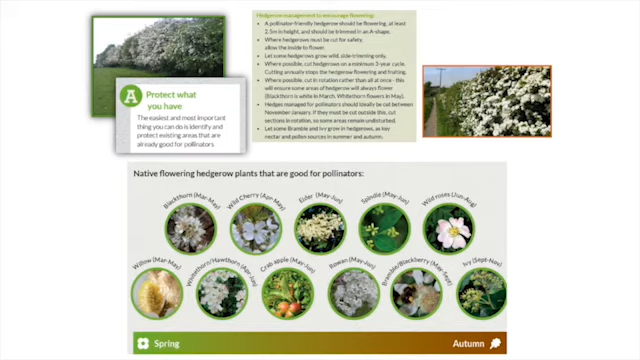 Hedgerow management to encourage flowering:
• A pollinator-friendly hedgerow should be flowering, at least
2.5m in height, and should be trimmed in an A-shape.
• Where hedgerows must be cut for safety,
allow the inside to flower.
• Let some hedgerows grow wild, side-trimming only.
• Where possible, cut hedgerows on a minimum 3-year cycle.
Cutting annually stops the hedgerow flowering and fruiting.
• Where possible, cut in rotation rather than all at once - this
will ensure some areas of hedgerow will always flower
(Blackthorn is white in March, Whitethorn flowers in May).
• Hedges managed for pollinators should ideally be cut between
November-January. If they must be cut outside this, cut
sections in rotation, so some areas remain undisturbed.
• Let some Bramble and Ivy grow in hedgerows, as key
nectar and pollen sources in summer and autumn.
A
Protect what
you have
The easiest and most important
thing you can do is identify and
protect existing areas that are
already good for pollinators
Native flowering hedgerow plants that are good for pollinators:
Blackthorn (Mar-May)
Wild Cherry (Apr-May)
Elder (May-Jun)
Spindle (May-Jun)
Wild roses (Jun-Aug)
Willow (Mar-May)
Whitethorn/Hawthorn (Apr-Jun)
Crab apple (May-Jun)
Rowan (May-Jun)
Bramble/Blackberry (May-Sept)
Ivy (Sept-Nov)
Spring
Autumn